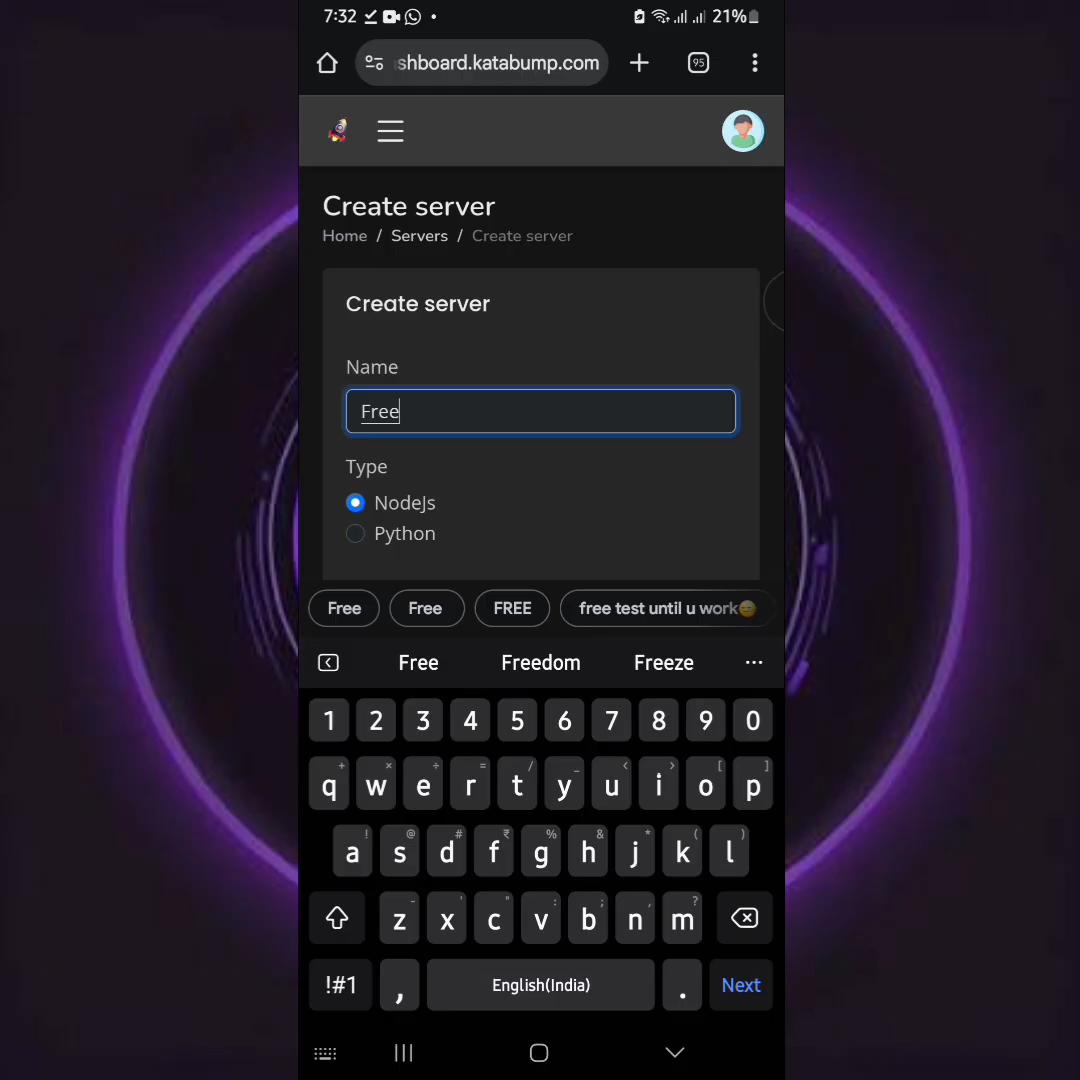 7:32 21%
shboard.katabump.com 95
Create server
Home / Servers / Create server
Create server
Name
Free
Type
NodeJs
Python
Free Free FREE free test until u work😑
Free Freedom Freeze ...
1 2 3 4 5 6 7 8 9 0
+ × ÷ = / _ < > [ ]
q w e r t y u i o p
! @ # ₹ % & * ( )
a s d f g h j k l
- ' " : ; , ?
z x c v b n m
!#1 , English(India) . Next